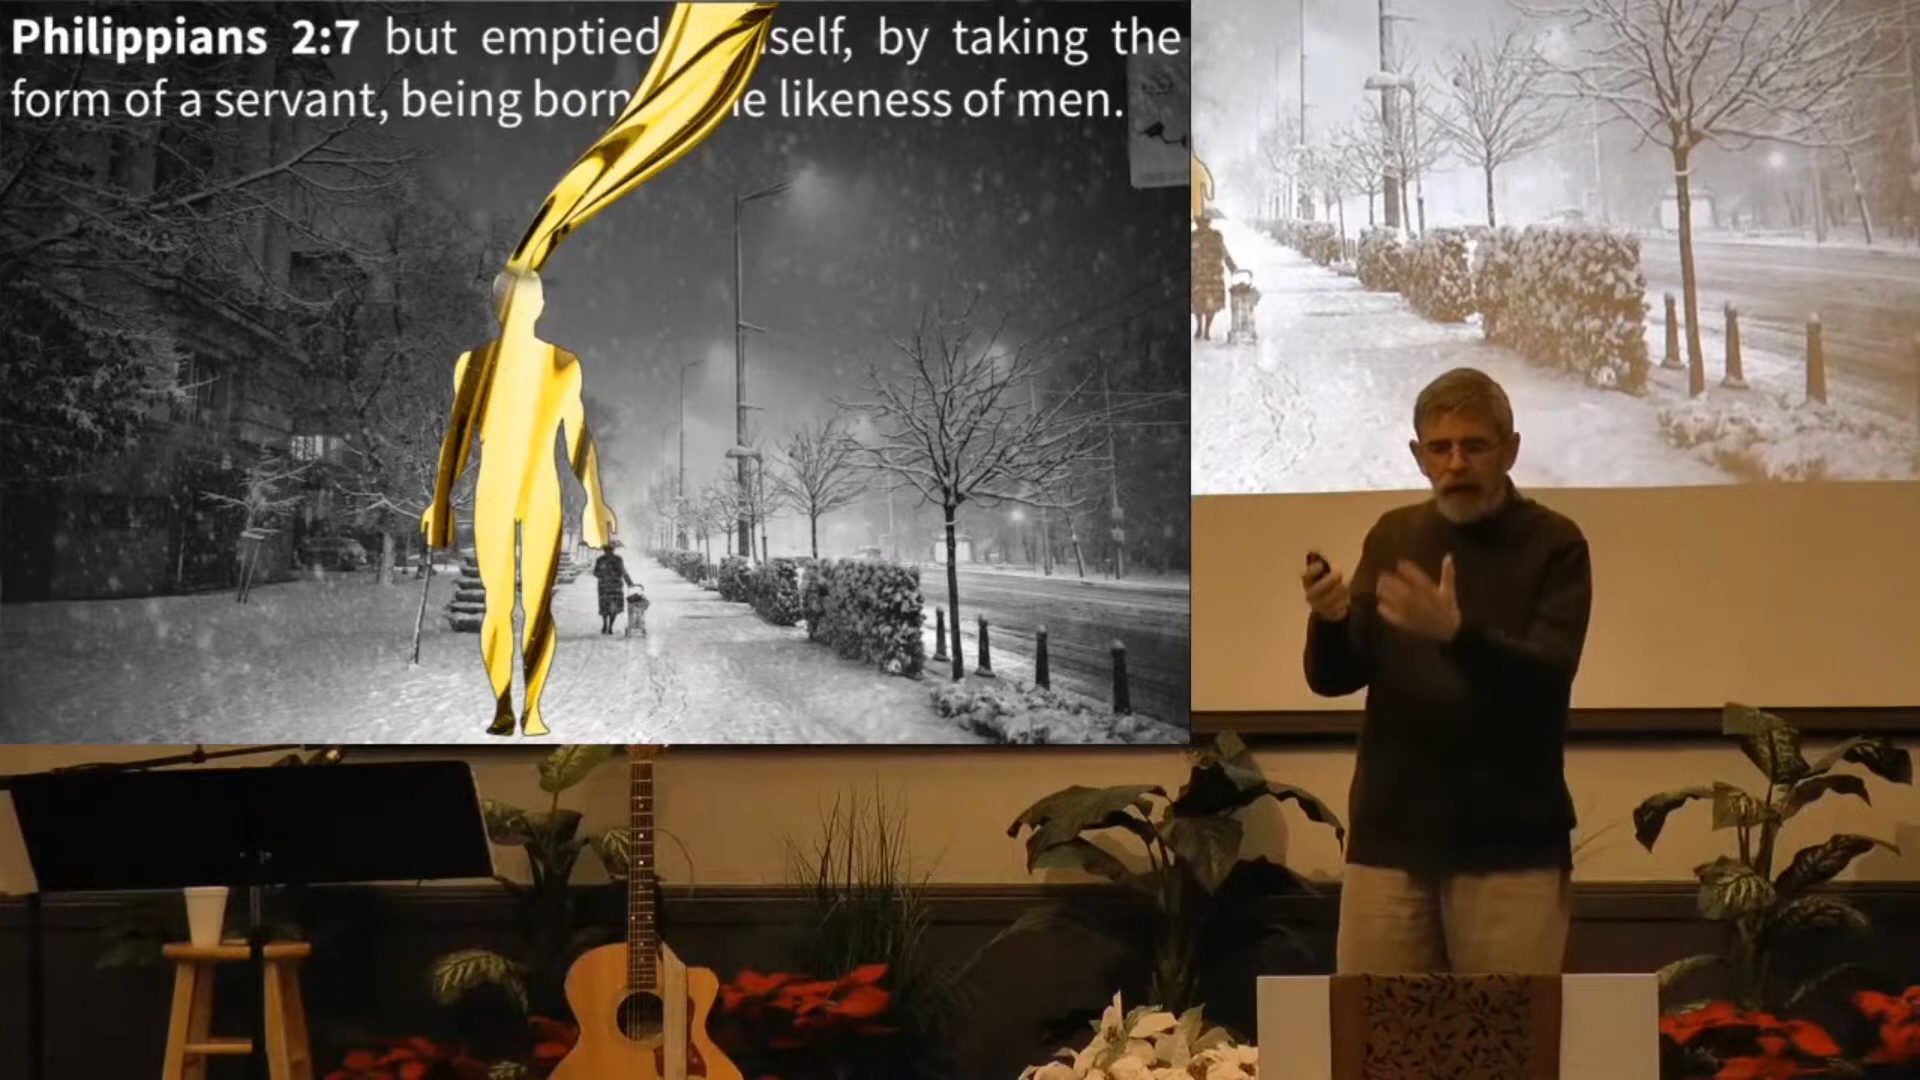 Philippians 2:7 but emptied self, by taking the
form of a servant, being born likeness of men.